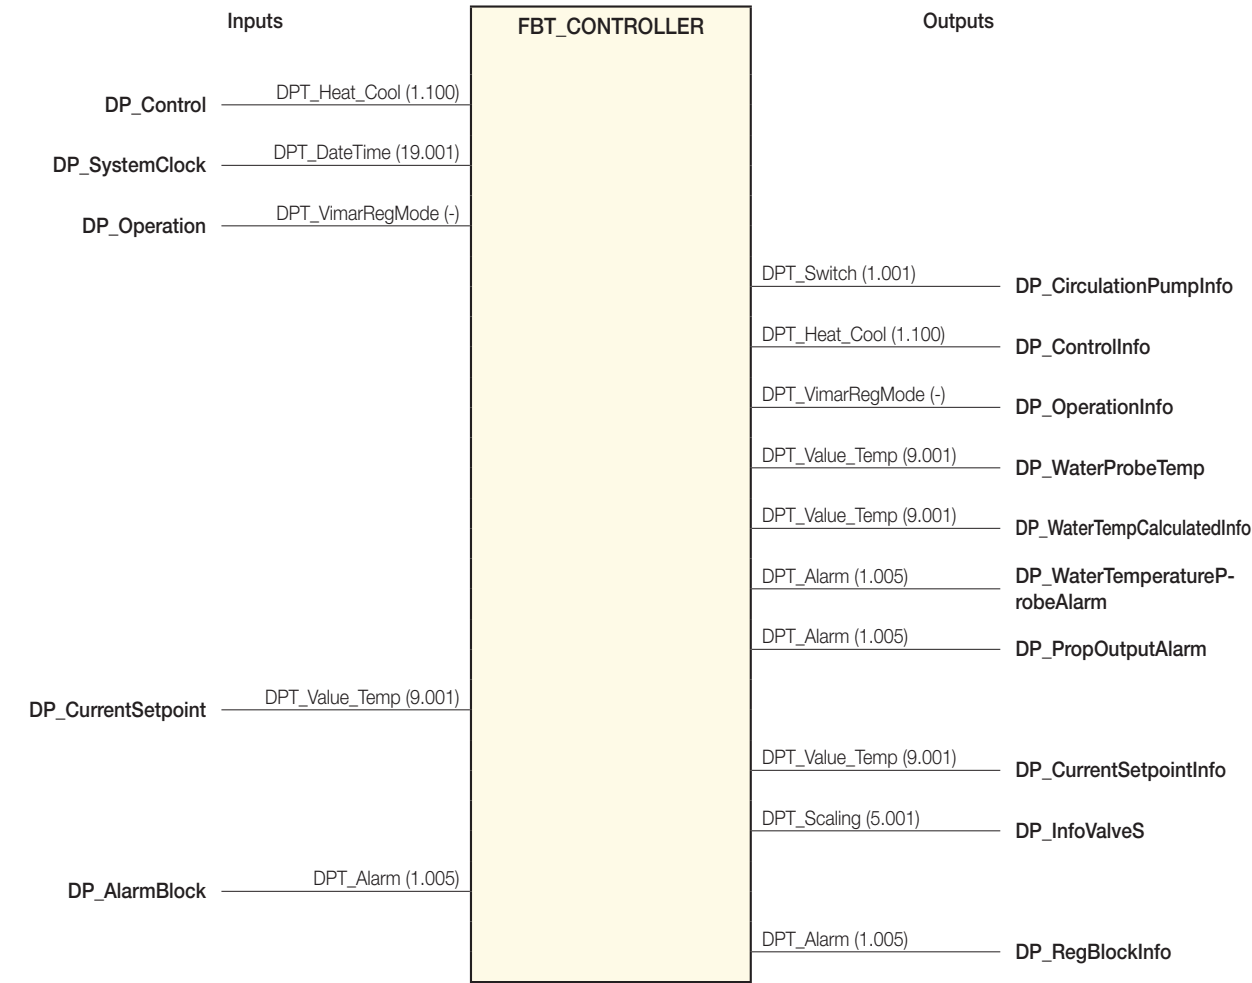 Inputs
FBT_CONTROLLER
Outputs
DPT_Heat_Cool (1.100)
DP_Control
DPT_DateTime (19.001)
DP_SystemClock
DPT_VimarRegMode (-)
DP_Operation
DPT_Switch (1.001)
DP_CirculationPumpInfo
DPT_Heat_Cool (1.100)
DP_ControlInfo
DPT_VimarRegMode (-)
DP_OperationInfo
DPT_Value_Temp (9.001)
DP_WaterProbeTemp
DPT_Value_Temp (9.001)
DP_WaterTempCalculatedInfo
DPT_Alarm (1.005)
DP_WaterTemperatureP-
robeAlarm
DPT_Alarm (1.005)
DP_PropOutputAlarm
DPT_Value_Temp (9.001)
DP_CurrentSetpoint
DPT_Value_Temp (9.001)
DP_CurrentSetpointInfo
DPT_Scaling (5.001)
DP_InfoValveS
DPT_Alarm (1.005)
DP_AlarmBlock
DPT_Alarm (1.005)
DP_RegBlockInfo